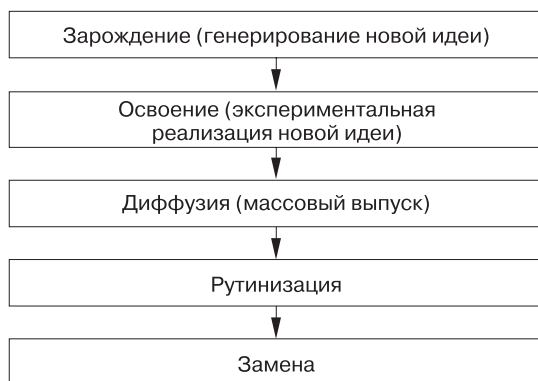 Зарождение (генерирование новой идеи)
Освоение (экспериментальная
реализация новой идеи)
Диффузия (массовый выпуск)
Рутинизация
Замена